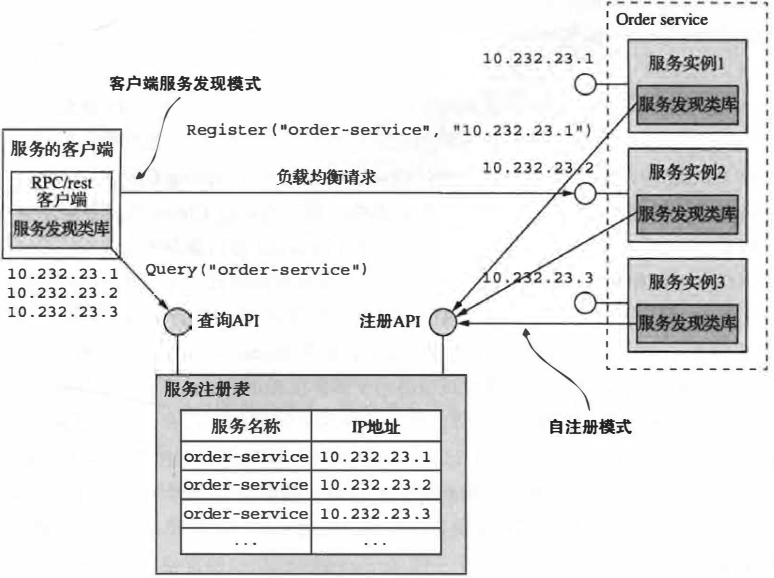 Order service
10.232.23.1
服务实例1
服务发现类库
客户端服务发现模式
Register("order-service", "10.232.23.1")
服务的客户端
RPC/rest
客户端
服务发现类库
负载均衡请求
10.232.23.2
服务实例2
服务发现类库
10.232.23.1
10.232.23.2
10.232.23.3
Query("order-service")
10.232.23.3
服务实例3
服务发现类库
查询API
注册API
服务注册表
服务名称 IP地址
order-service 10.232.23.1
order-service 10.232.23.2
order-service 10.232.23.3
... ...
自注册模式